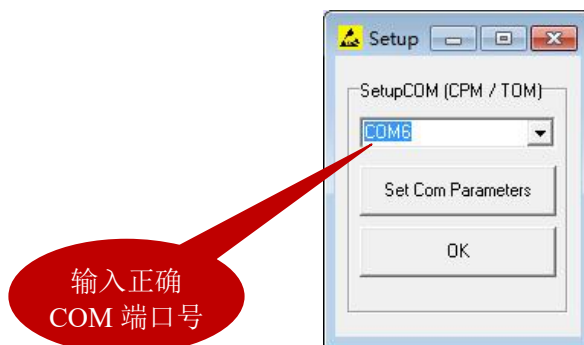 Setup
SetupCOM (CPM / TOM)
COM6
Set Com Parameters
OK
输入正确
COM 端口号